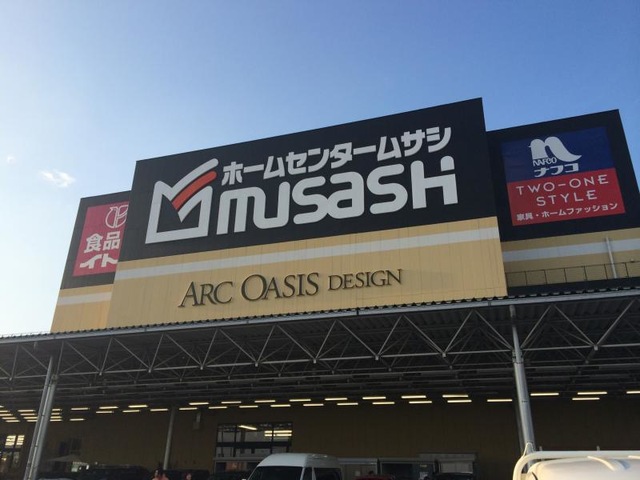 ホームセンタームサシ
musashi
ARC OASIS DESIGN
食品
イト
NAFCO
ナフコ
TWO-ONE
STYLE
家具・ホームファッション